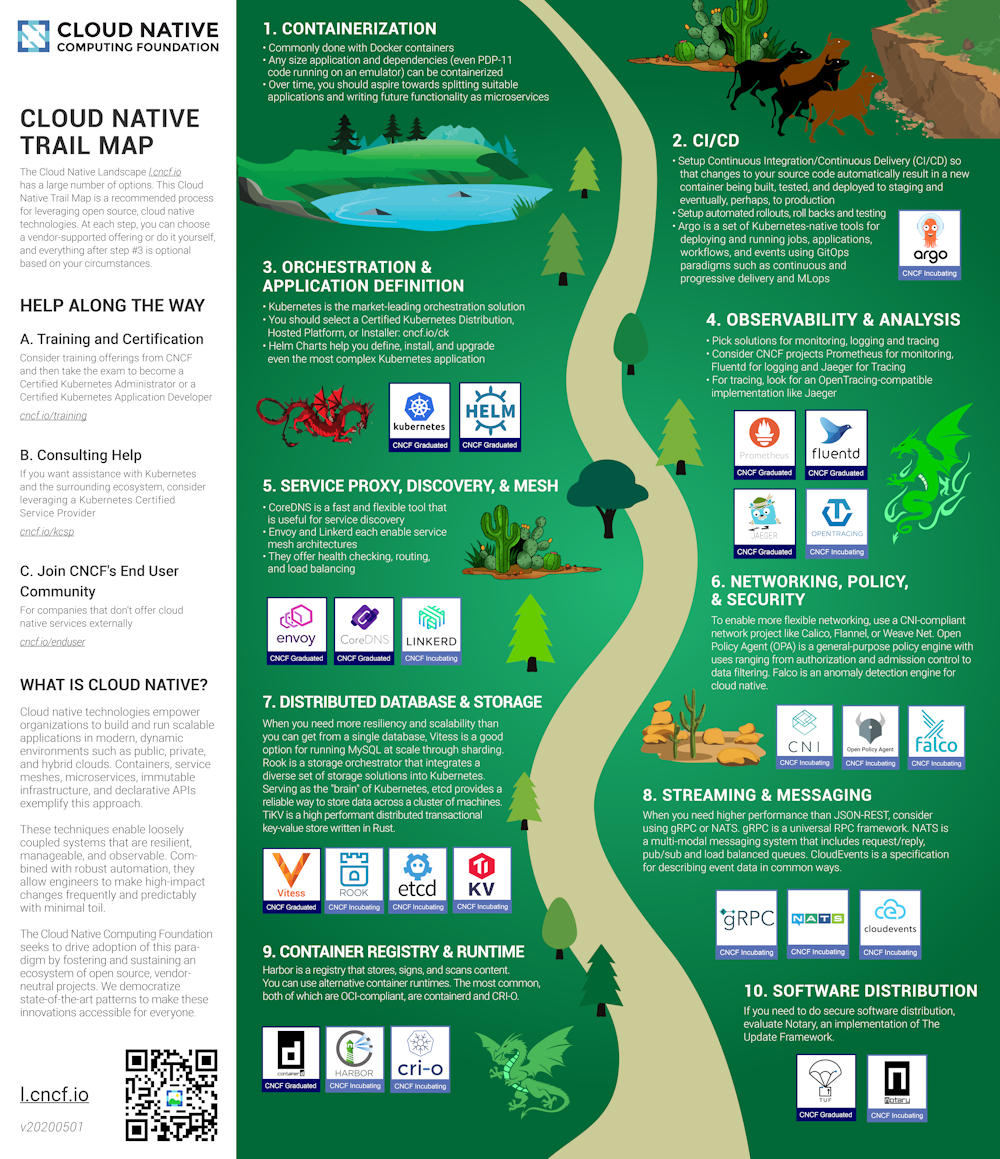 CLOUD NATIVE
COMPUTING FOUNDATION
CLOUD NATIVE
TRAIL MAP
The Cloud Native Landscape l.cncf.io
has a large number of options. This Cloud
Native Trail Map is a recommended process
for leveraging open source, cloud native
technologies. At each step, you can choose
a vendor-supported offering or do it yourself,
and everything after step #3 is optional
based on your circumstances.
HELP ALONG THE WAY
A. Training and Certification
Consider training offerings from CNCF
and then take the exam to become a
Certified Kubernetes Administrator or a
Certified Kubernetes Application Developer
cncf.io/training
B. Consulting Help
If you want assistance with Kubernetes
and the surrounding ecosystem, consider
leveraging a Kubernetes Certified
Service Provider
cncf.io/kcsp
C. Join CNCF's End User
Community
For companies that don't offer cloud
native services externally
cncf.io/enduser
WHAT IS CLOUD NATIVE?
Cloud native technologies empower
organizations to build and run scalable
applications in modern, dynamic
environments such as public, private,
and hybrid clouds. Containers, service
meshes, microservices, immutable
infrastructure, and declarative APIs
exemplify this approach.
These techniques enable loosely
coupled systems that are resilient,
manageable, and observable. Com-
bined with robust automation, they
allow engineers to make high-impact
changes frequently and predictably
with minimal toil.
The Cloud Native Computing Foundation
seeks to drive adoption of this para-
digm by fostering and sustaining an
ecosystem of open source, vendor-
neutral projects. We democratize
state-of-the-art patterns to make these
innovations accessible for everyone.
l.cncf.io
v20200501
1. CONTAINERIZATION
• Commonly done with Docker containers
• Any size application and dependencies (even PDP-11
code running on an emulator) can be containerized
• Over time, you should aspire towards splitting suitable
applications and writing future functionality as microservices
2. CI/CD
• Setup Continuous Integration/Continuous Delivery (CI/CD) so
that changes to your source code automatically result in a new
container being built, tested, and deployed to staging and
eventually, perhaps, to production
• Setup automated rollouts, roll backs and testing
• Argo is a set of Kubernetes-native tools for
deploying and running jobs, applications,
workflows, and events using GitOps
paradigms such as continuous and
progressive delivery and MLops
argo
CNCF Incubating
3. ORCHESTRATION &
APPLICATION DEFINITION
• Kubernetes is the market-leading orchestration solution
• You should select a Certified Kubernetes Distribution,
Hosted Platform, or Installer: cncf.io/ck
• Helm Charts help you define, install, and upgrade
even the most complex Kubernetes application
kubernetes
CNCF Graduated
HELM
CNCF Graduated
4. OBSERVABILITY & ANALYSIS
• Pick solutions for monitoring, logging and tracing
• Consider CNCF projects Prometheus for monitoring,
Fluentd for logging and Jaeger for Tracing
• For tracing, look for an OpenTracing-compatible
implementation like Jaeger
Prometheus
CNCF Graduated
fluentd
CNCF Graduated
JAEGER
CNCF Graduated
OPENTRACING
CNCF Incubating
5. SERVICE PROXY, DISCOVERY, & MESH
• CoreDNS is a fast and flexible tool that
is useful for service discovery
• Envoy and Linkerd each enable service
mesh architectures
• They offer health checking, routing,
and load balancing
envoy
CNCF Graduated
CoreDNS
CNCF Graduated
LINKERD
CNCF Incubating
6. NETWORKING, POLICY,
& SECURITY
To enable more flexible networking, use a CNI-compliant
network project like Calico, Flannel, or Weave Net. Open
Policy Agent (OPA) is a general-purpose policy engine with
uses ranging from authorization and admission control to
data filtering. Falco is an anomaly detection engine for
cloud native.
CNI
CNCF Incubating
Open Policy Agent
CNCF Incubating
falco
CNCF Incubating
7. DISTRIBUTED DATABASE & STORAGE
When you need more resiliency and scalability than
you can get from a single database, Vitess is a good
option for running MySQL at scale through sharding.
Rook is a storage orchestrator that integrates a
diverse set of storage solutions into Kubernetes.
Serving as the "brain" of Kubernetes, etcd provides a
reliable way to store data across a cluster of machines.
TiKV is a high performant distributed transactional
key-value store written in Rust.
Vitess
CNCF Graduated
ROOK
CNCF Incubating
etcd
CNCF Incubating
TI
KV
CNCF Incubating
8. STREAMING & MESSAGING
When you need higher performance than JSON-REST, consider
using gRPC or NATS. gRPC is a universal RPC framework. NATS is
a multi-modal messaging system that includes request/reply,
pub/sub and load balanced queues. CloudEvents is a specification
for describing event data in common ways.
gRPC
CNCF Incubating
NATS
CNCF Incubating
cloudevents
CNCF Incubating
9. CONTAINER REGISTRY & RUNTIME
Harbor is a registry that stores, signs, and scans content.
You can use alternative container runtimes. The most common,
both of which are OCI-compliant, are containerd and CRI-O.
containerd
CNCF Graduated
HARBOR
CNCF Incubating
cri-o
CNCF Incubating
10. SOFTWARE DISTRIBUTION
If you need to do secure software distribution,
evaluate Notary, an implementation of The
Update Framework.
TUF
CNCF Graduated
notary
CNCF Incubating